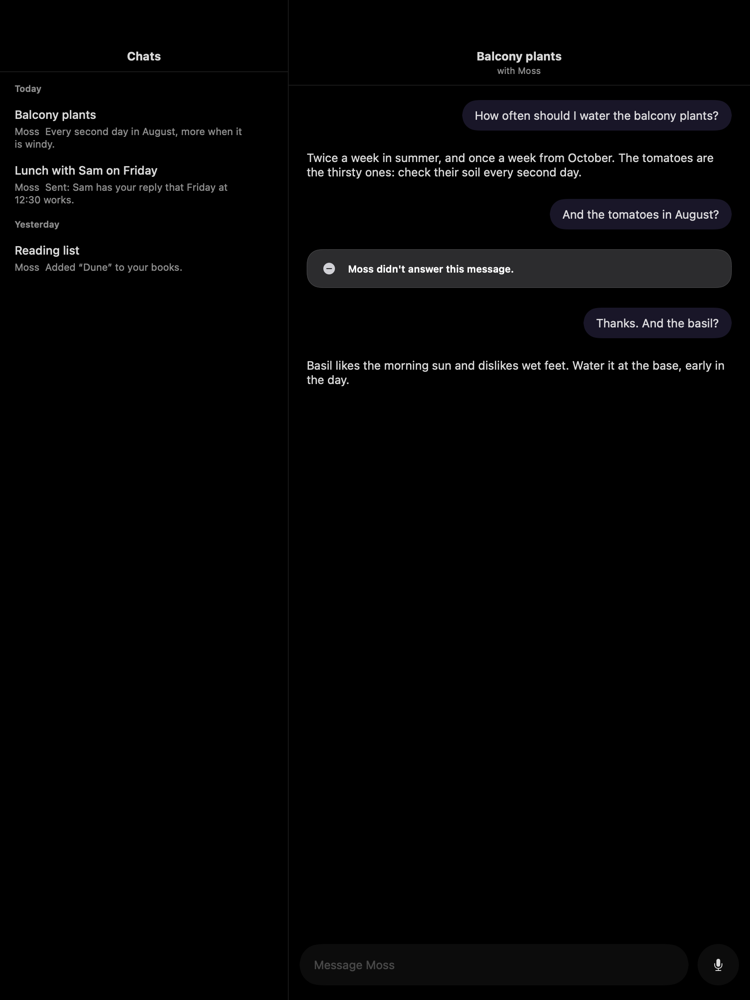 Chats
Today
Balcony plants
Moss Every second day in August, more when it
is windy.
Lunch with Sam on Friday
Moss Sent: Sam has your reply that Friday at
12:30 works.
Yesterday
Reading list
Moss Added “Dune” to your books.
Balcony plants
with Moss
How often should I water the balcony plants?
Twice a week in summer, and once a week from October. The tomatoes are
the thirsty ones: check their soil every second day.
And the tomatoes in August?
Moss didn't answer this message.
Thanks. And the basil?
Basil likes the morning sun and dislikes wet feet. Water it at the base, early in
the day.
Message Moss